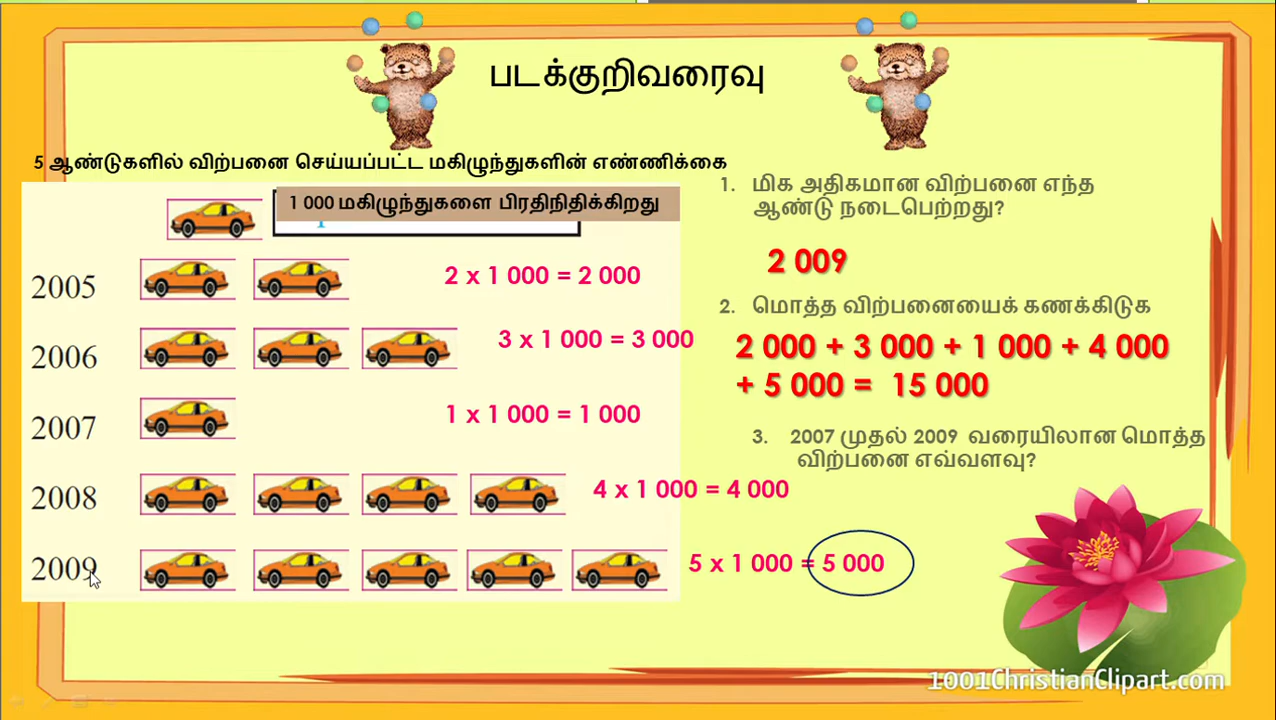 படக்குறிவரைவு
5 ஆண்டுகளில் விற்பனை செய்யப்பட்ட மகிழுந்துகளின் எண்ணிக்கை
1 000 மகிழுந்துகளை பிரதிநிதிக்கிறது
2005
2 x 1 000 = 2 000
2006
3 x 1 000 = 3 000
2007
1 x 1 000 = 1 000
2008
4 x 1 000 = 4 000
2009
5 x 1 000 = 5 000
1. மிக அதிகமான விற்பனை எந்த
ஆண்டு நடைபெற்றது?
2 009
2. மொத்த விற்பனையைக் கணக்கிடுக
2 000 + 3 000 + 1 000 + 4 000
+ 5 000 = 15 000
3. 2007 முதல் 2009 வரையிலான மொத்த
விற்பனை எவ்வளவு?
1001ChristianClipart.com